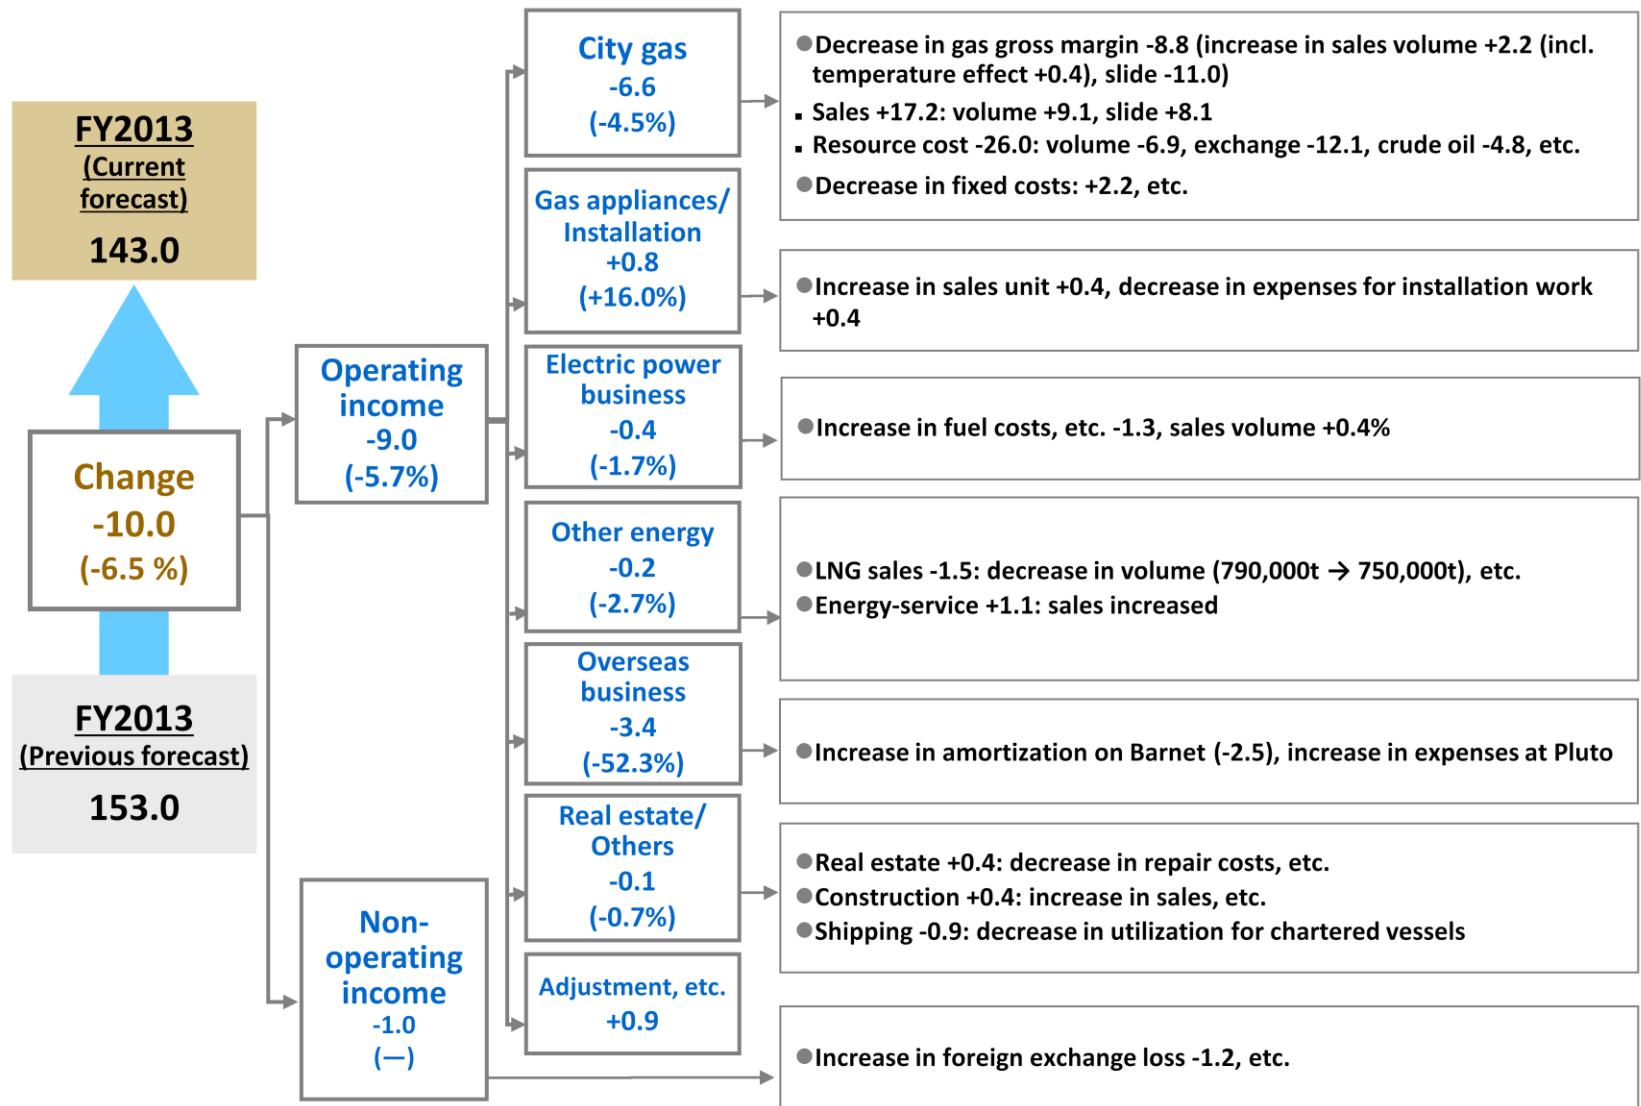 FY2013
(Current
forecast)
143.0
Change
-10.0
(-6.5 %)
FY2013
(Previous forecast)
153.0
Operating
income
-9.0
(-5.7%)
Non-
operating
income
-1.0
(—)
City gas
-6.6
(-4.5%)
Gas appliances/
Installation
+0.8
(+16.0%)
Electric power
business
-0.4
(-1.7%)
Other energy
-0.2
(-2.7%)
Overseas
business
-3.4
(-52.3%)
Real estate/
Others
-0.1
(-0.7%)
Adjustment, etc.
+0.9
●Decrease in gas gross margin -8.8 (increase in sales volume +2.2 (incl.
temperature effect +0.4), slide -11.0)
▪ Sales +17.2: volume +9.1, slide +8.1
▪ Resource cost -26.0: volume -6.9, exchange -12.1, crude oil -4.8, etc.
●Decrease in fixed costs: +2.2, etc.
●Increase in sales unit +0.4, decrease in expenses for installation work
+0.4
●Increase in fuel costs, etc. -1.3, sales volume +0.4%
●LNG sales -1.5: decrease in volume (790,000t → 750,000t), etc.
●Energy-service +1.1: sales increased
●Increase in amortization on Barnet (-2.5), increase in expenses at Pluto
●Real estate +0.4: decrease in repair costs, etc.
●Construction +0.4: increase in sales, etc.
●Shipping -0.9: decrease in utilization for chartered vessels
●Increase in foreign exchange loss -1.2, etc.